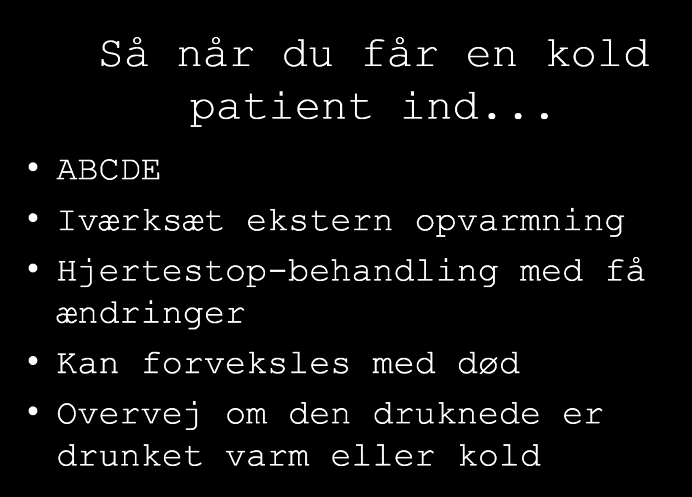 Så når du får en kold
patient ind...
• ABCDE
• Iværksæt ekstern opvarmning
• Hjertestop-behandling med få
ændringer
• Kan forveksles med død
• Overvej om den druknede er
drunket varm eller kold